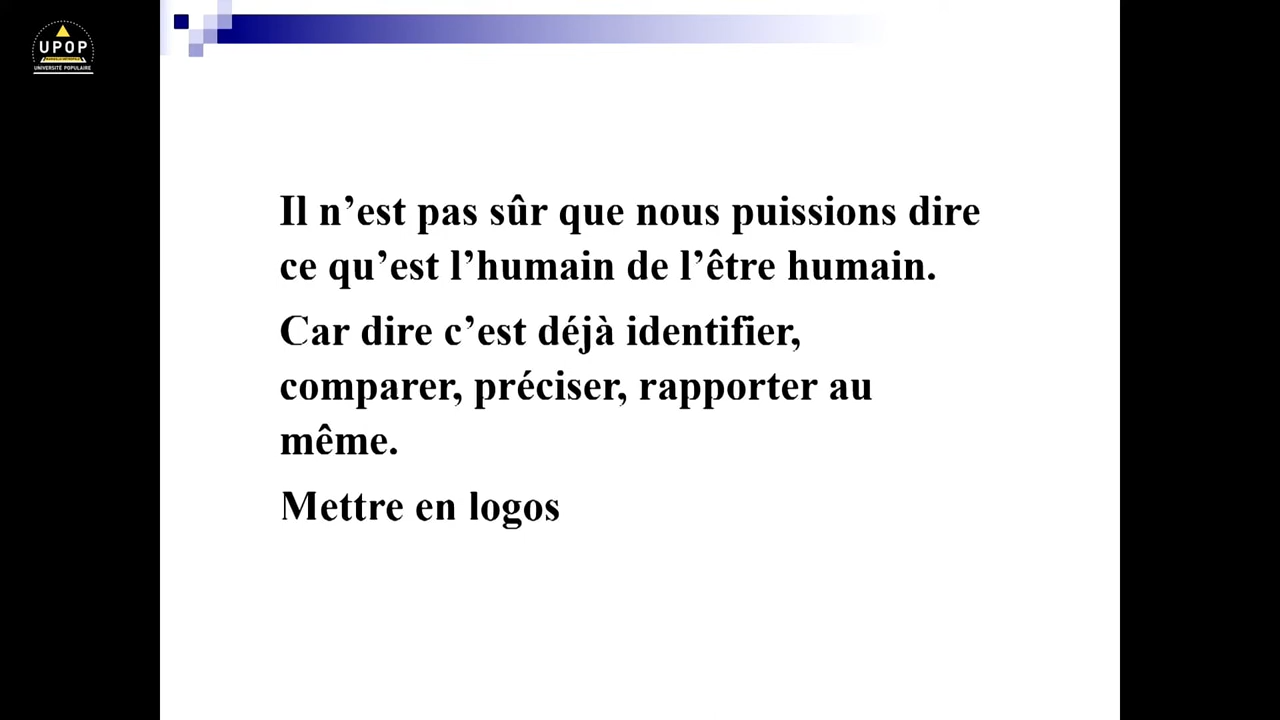 UPOP
UNIVERSITÉ POPULAIRE
Il n’est pas sûr que nous puissions dire
ce qu’est l’humain de l’être humain.
Car dire c’est déjà identifier,
comparer, préciser, rapporter au
même.
Mettre en logos